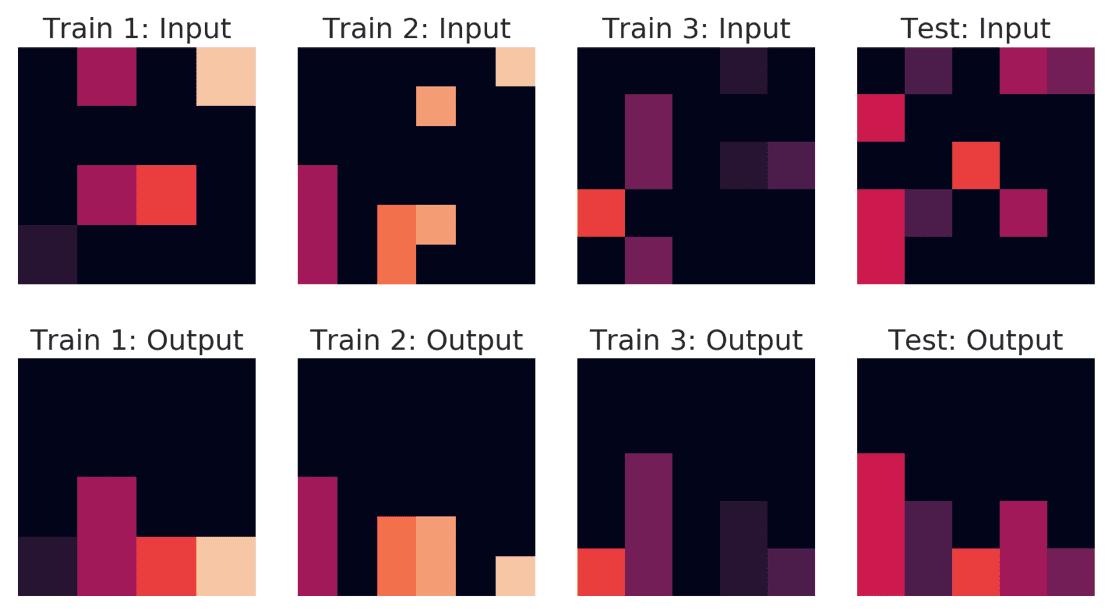 Train 1: Input
Train 2: Input
Train 3: Input
Test: Input
Train 1: Output
Train 2: Output
Train 3: Output
Test: Output